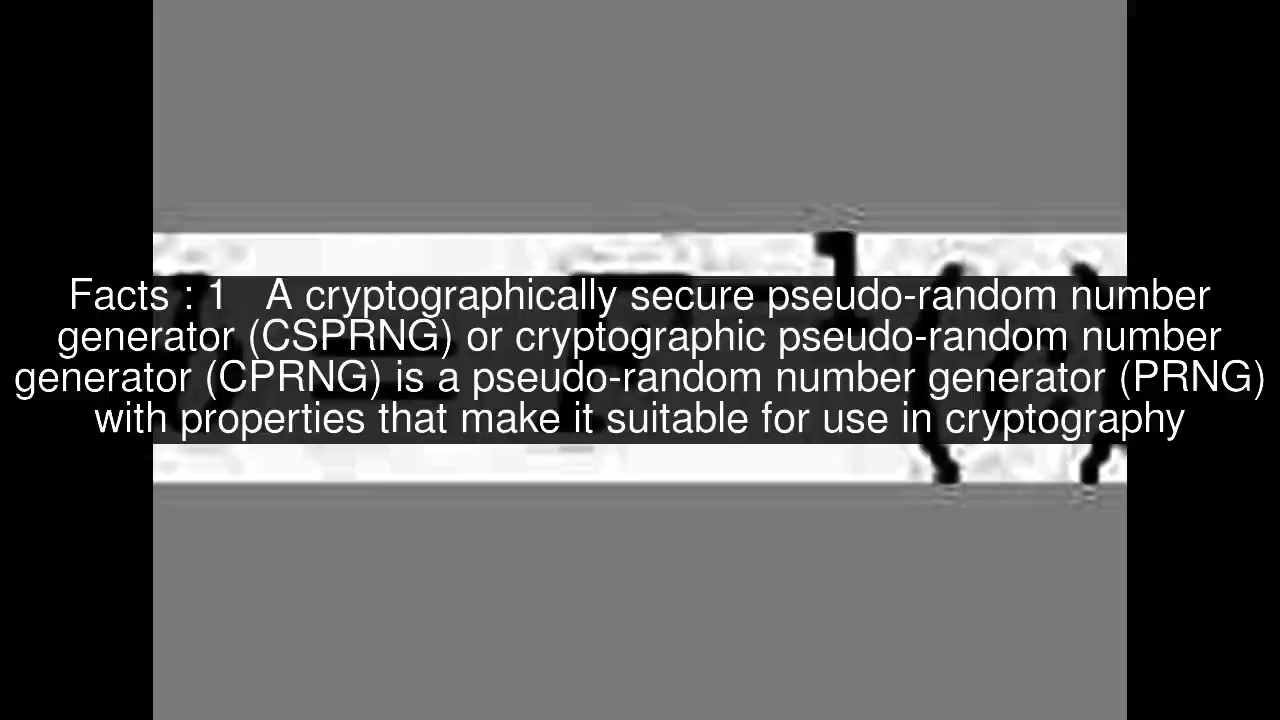 Facts : 1   A cryptographically secure pseudo-random number
generator (CSPRNG) or cryptographic pseudo-random number
generator (CPRNG) is a pseudo-random number generator (PRNG)
with properties that make it suitable for use in cryptography